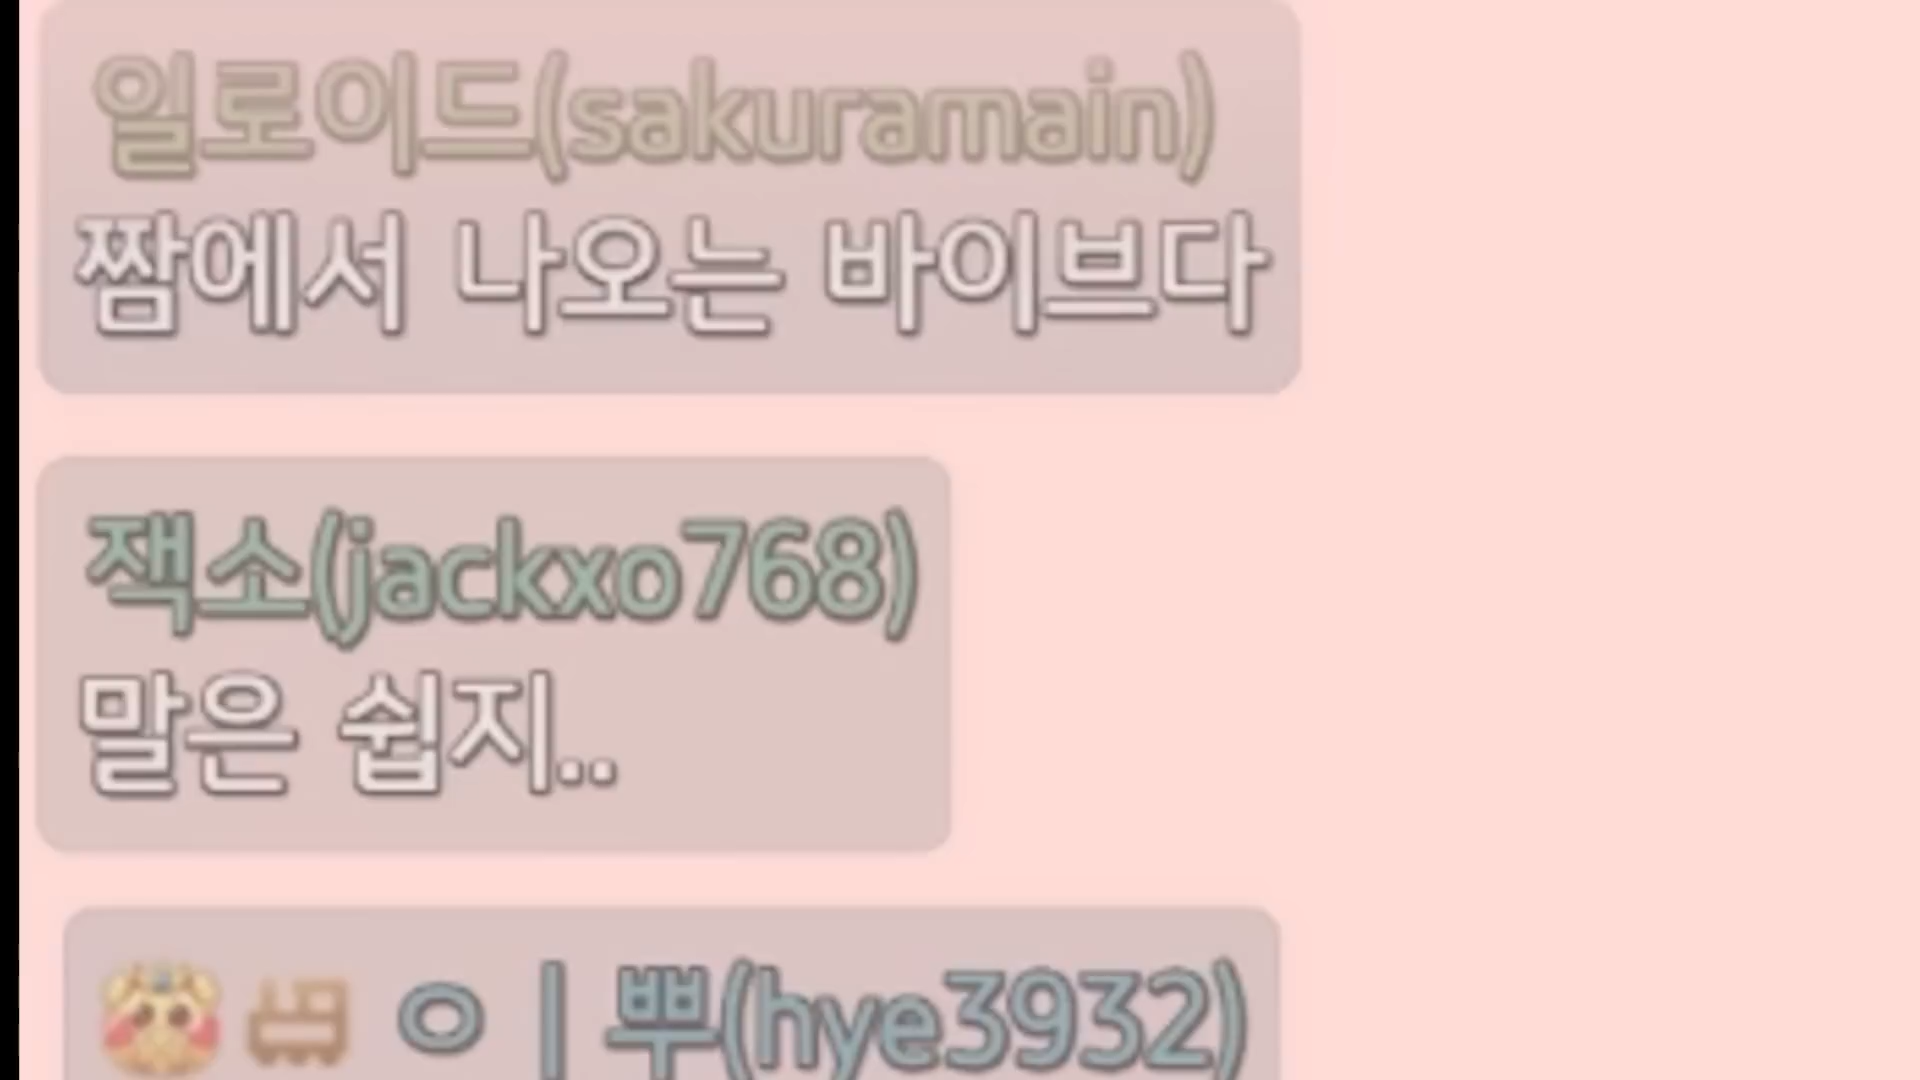 일로이드(sakuramain)
짬에서 나오는 바이브다
잭소(jackxo768)
말은 쉽지..
ㅇㅣ뿌(hye3932)